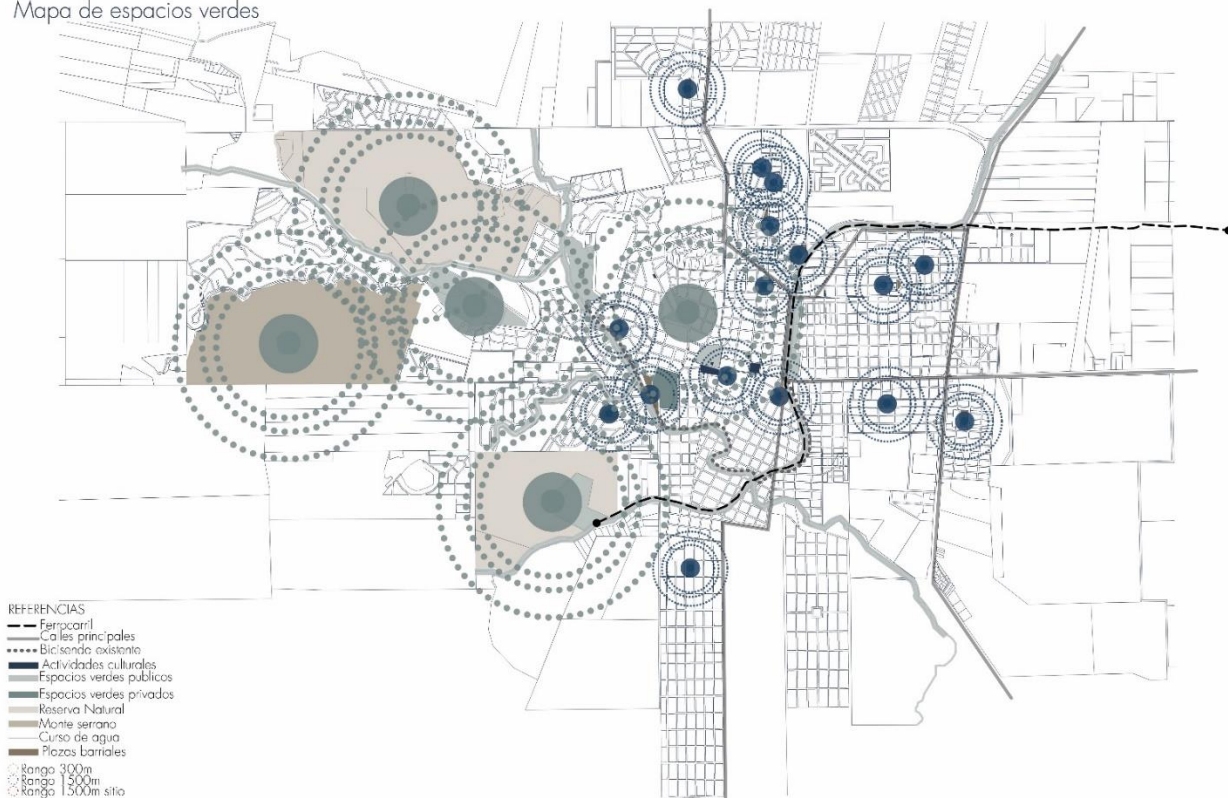 Mapa de espacios verdes
REFERENCIAS
Ferrocarril
Calles principales
Bicisenda existente
Actividades culturales
Espacios verdes publicos
Espacios verdes privados
Reserva Natural
Monte serrano
Curso de agua
Plazas barriales
Rango 300m
Rango 1500m
Rango 1500m sitio